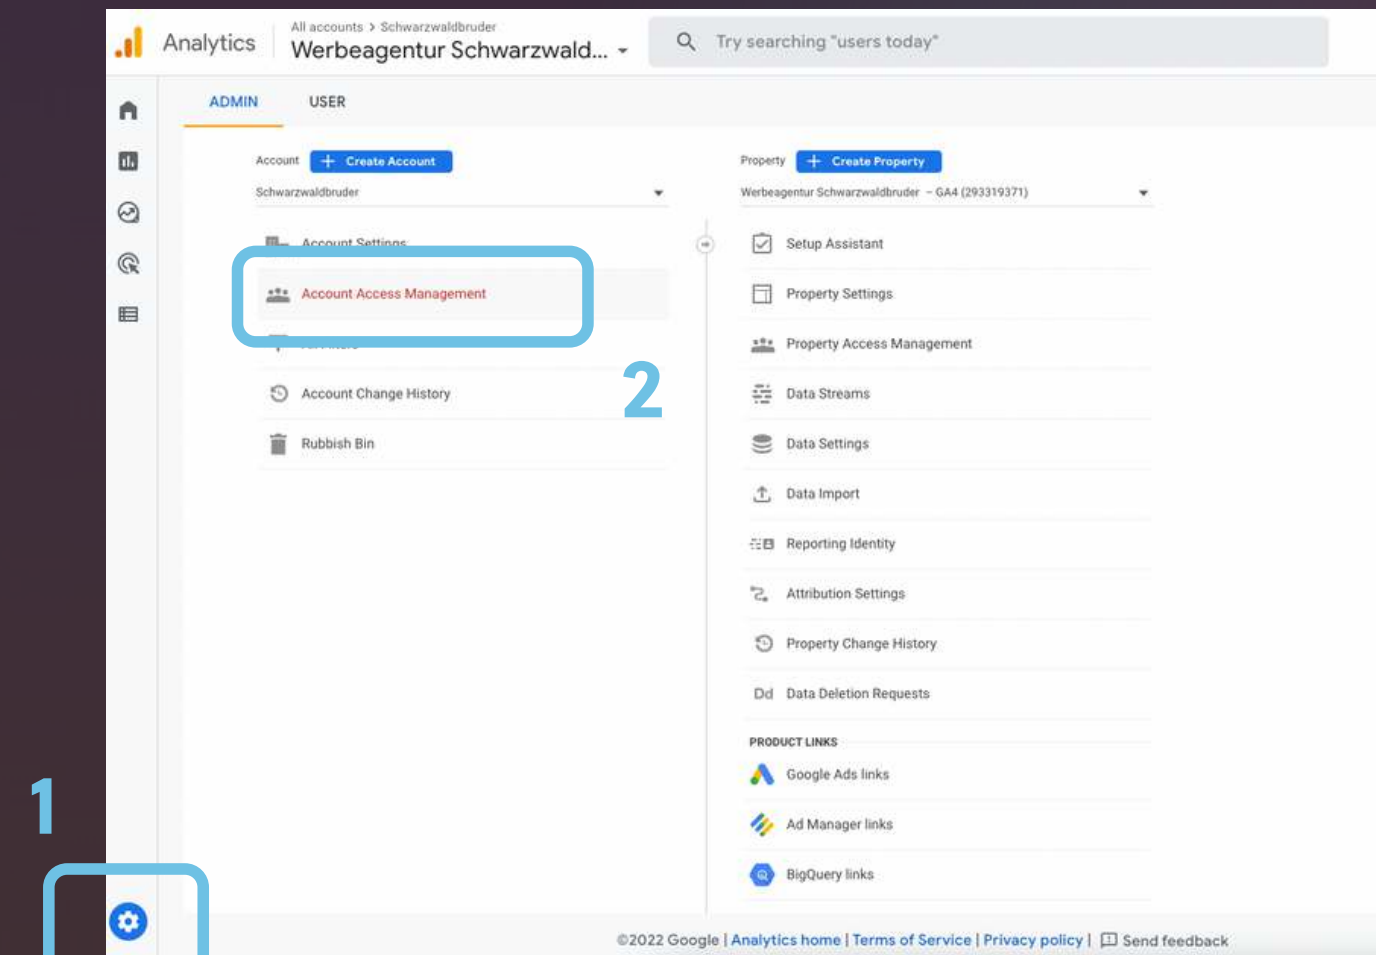 All accounts > Schwarzwaldbruder
Analytics
Werbeagentur Schwarzwald...
Try searching "users today"
ADMIN
USER
Account
+ Create Account
Schwarzwaldbruder
Account Settings
Account Access Management
Account Change History
Rubbish Bin
2
Property
+ Create Property
Werbeagentur Schwarzwaldbruder – GA4 (293319371)
Setup Assistant
Property Settings
Property Access Management
Data Streams
Data Settings
Data Import
Reporting Identity
Attribution Settings
Property Change History
Dd Data Deletion Requests
PRODUCT LINKS
Google Ads links
Ad Manager links
BigQuery links
1
©2022 Google | Analytics home | Terms of Service | Privacy policy | Send feedback